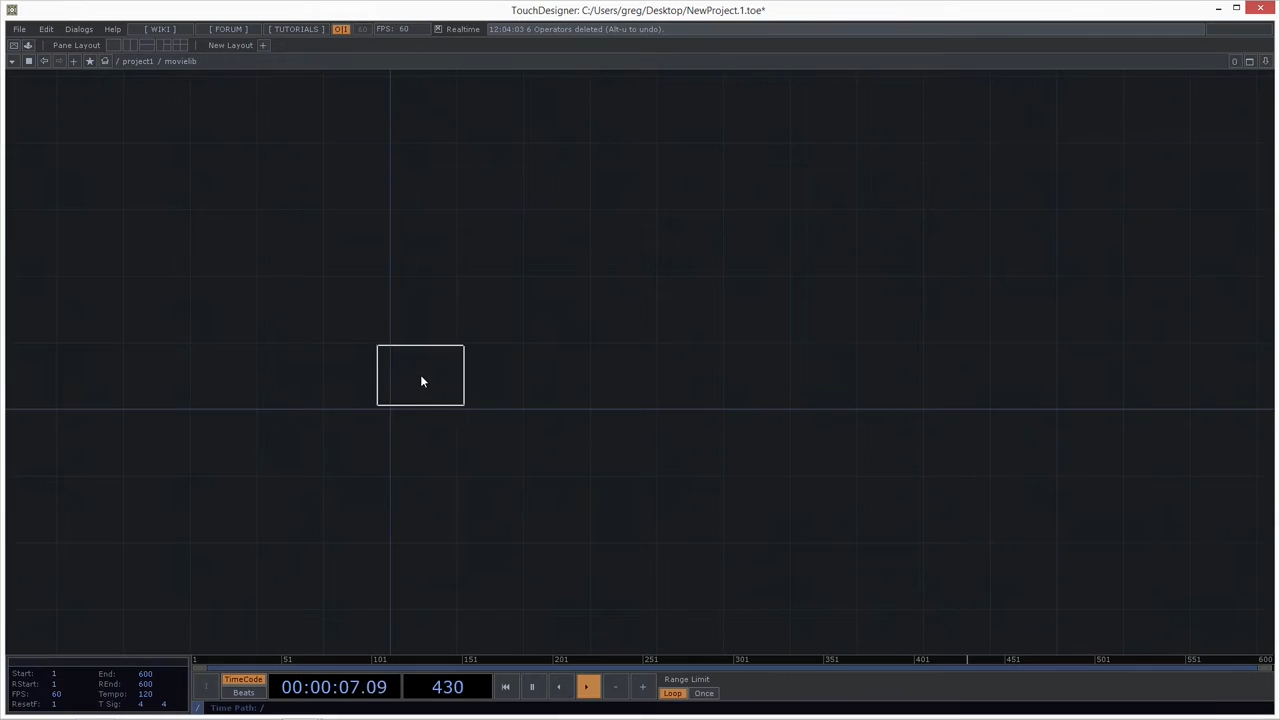 TouchDesigner: C:/Users/greg/Desktop/NewProject.1.toe*
File Edit Dialogs Help [ WIKI ] [ FORUM ] [ TUTORIALS ] O|I 60 FPS: 60 Realtime 12:04:03 6 Operators deleted (Alt-u to undo).
Pane Layout New Layout +
/ project1 / movielib 0
1 51 101 151 201 251 301 351 401 451 501 551 600
Start: 1 End: 600
RStart: 1 REnd: 600
FPS: 60 Tempo: 120
ResetF: 1 T Sig: 4 4
TimeCode
Beats
00:00:07.09 430
Range Limit
Loop Once
/ Time Path: /